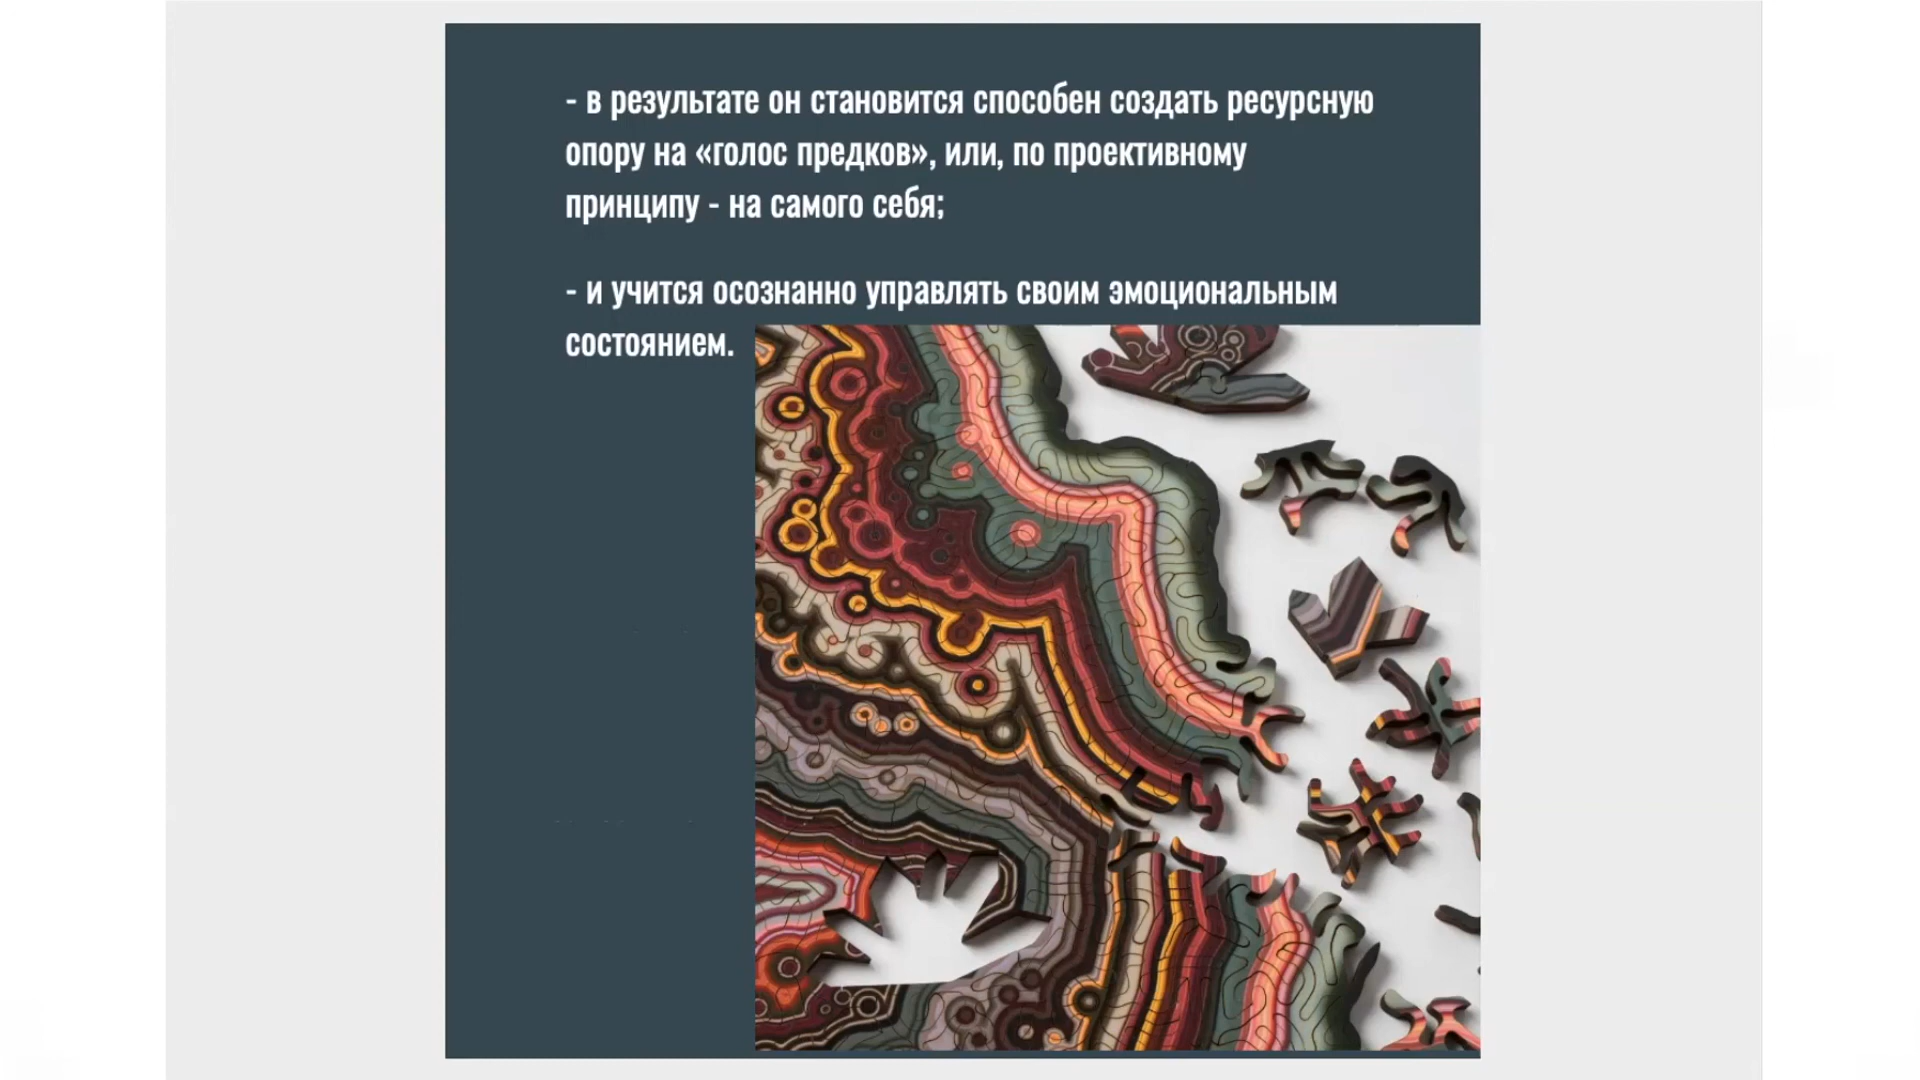 - в результате он становится способен создать ресурсную
опору на «голос предков», или, по проективному
принципу - на самого себя;
- и учится осознанно управлять своим эмоциональным
состоянием.